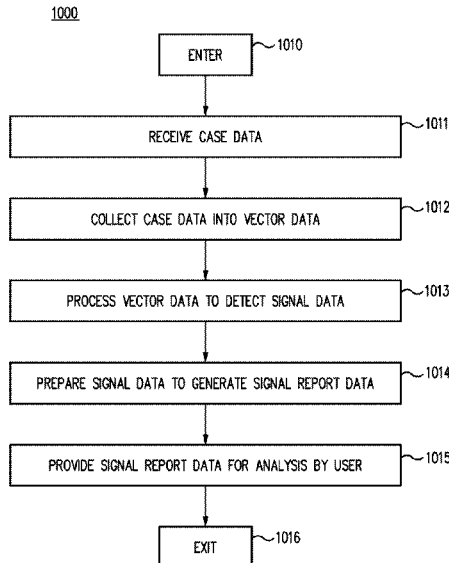 1000
ENTER
1010
RECEIVE CASE DATA
1011
COLLECT CASE DATA INTO VECTOR DATA
1012
PROCESS VECTOR DATA TO DETECT SIGNAL DATA
1013
PREPARE SIGNAL DATA TO GENERATE SIGNAL REPORT DATA
1014
PROVIDE SIGNAL REPORT DATA FOR ANALYSIS BY USER
1015
EXIT
1016